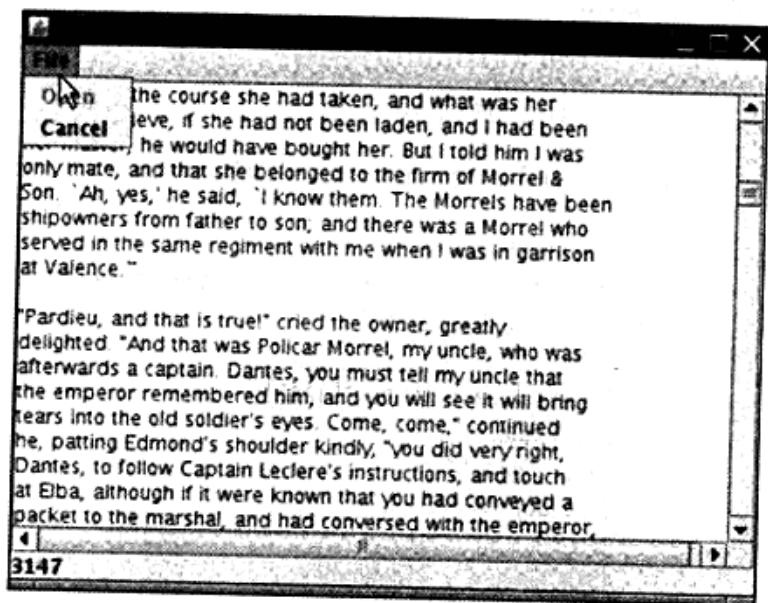 File
Open
Cancel
the course she had taken, and what was her
eve, if she had not been laden, and I had been
he would have bought her. But I told him I was
only mate, and that she belonged to the firm of Morrel &
Son. `Ah, yes,' he said, `I know them. The Morrels have been
shipowners from father to son; and there was a Morrel who
served in the same regiment with me when I was in garrison
at Valence.'"
"Pardieu, and that is true!" cried the owner, greatly
delighted. "And that was Policar Morrel, my uncle, who was
afterwards a captain. Dantes, you must tell my uncle that
the emperor remembered him, and you will see it will bring
tears into the old soldier's eyes. Come, come," continued
he, patting Edmond's shoulder kindly, "you did very right,
Dantes, to follow Captain Leclere's instructions, and touch
at Elba, although if it were known that you had conveyed a
packet to the marshal, and had conversed with the emperor,
3147